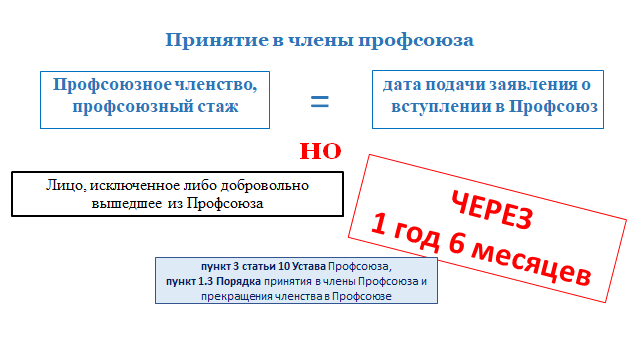 Принятие в члены профсоюза
Профсоюзное членство,
профсоюзный стаж
=
дата подачи заявления о
вступлении в Профсоюз
НО
Лицо, исключенное либо добровольно
вышедшее из Профсоюза
ЧЕРЕЗ
1 год 6 месяцев
пункт 3 статьи 10 Устава Профсоюза,
пункт 1.3 Порядка принятия в члены Профсоюза и
прекращения членства в Профсоюзе